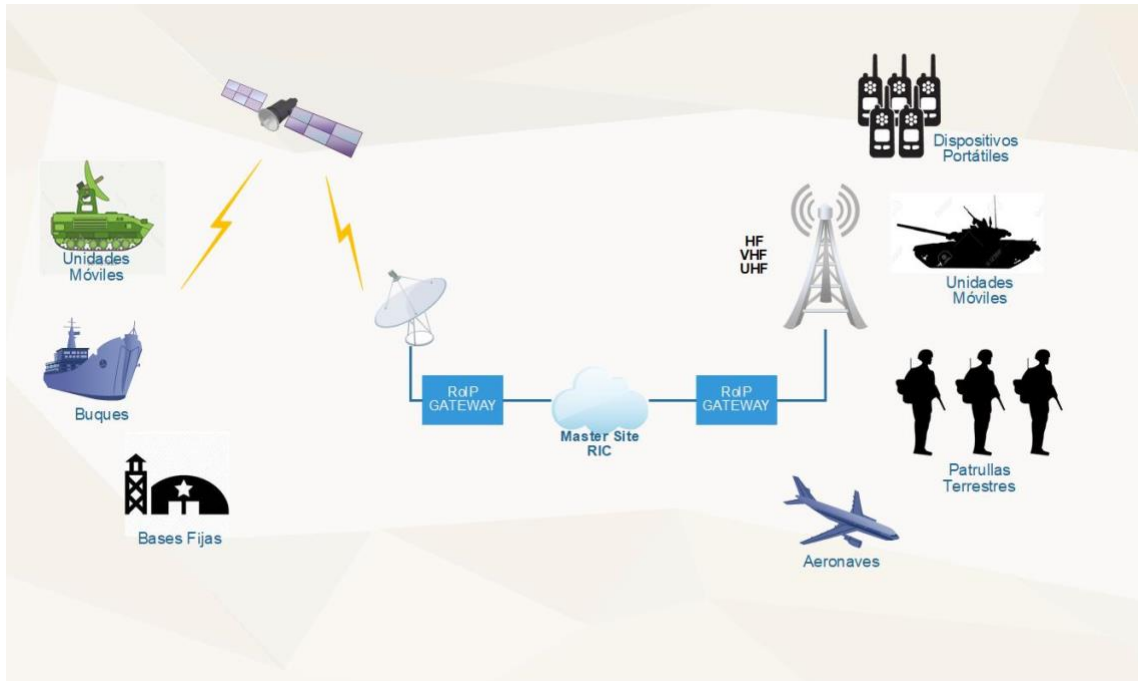 Dispositivos
Portátiles
Unidades
Móviles
HF
VHF
UHF
Unidades
Móviles
Buques
RoIP
GATEWAY
Master Site
RIC
RoIP
GATEWAY
Patrullas
Terrestres
Bases Fijas
Aeronaves